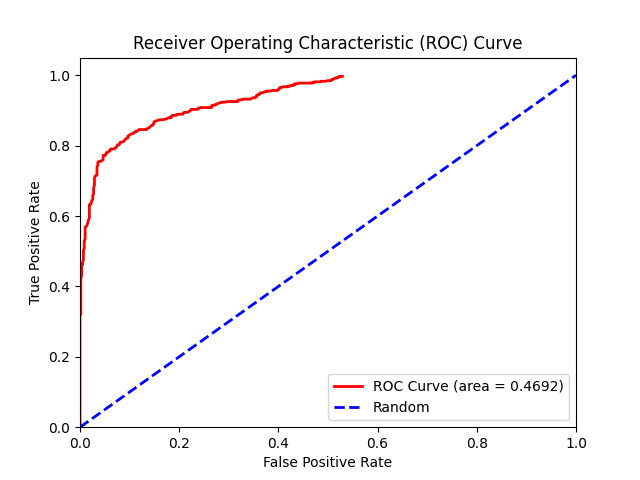 Receiver Operating Characteristic (ROC) Curve
True Positive Rate
1.0
0.8
0.6
0.4
0.2
0.0
ROC Curve (area = 0.4692)
Random
0.0 0.2 0.4 0.6 0.8 1.0
False Positive Rate